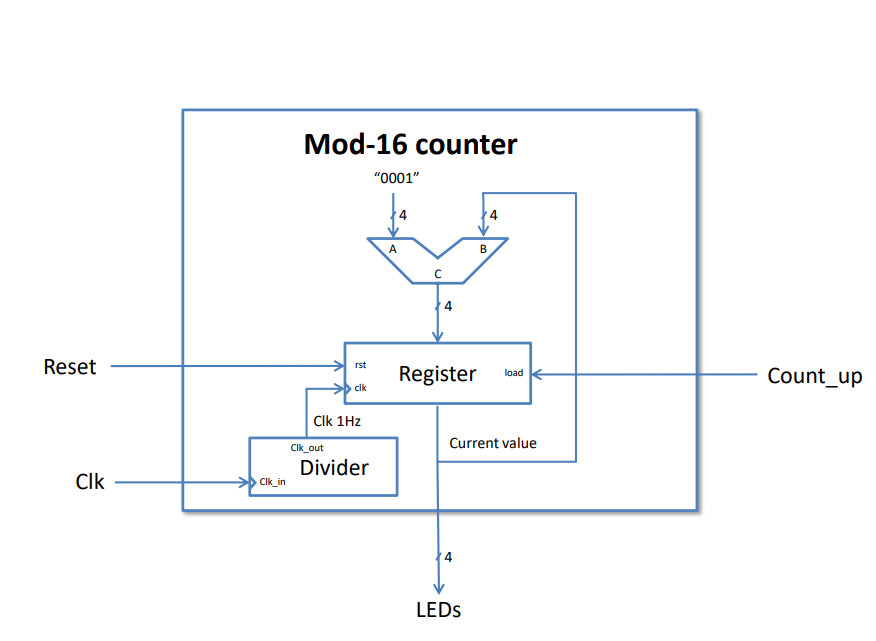 Mod-16 counter
“0001”
4
4
A
B
C
4
Reset
rst
Register
load
Count_up
clk
Clk 1Hz
Current value
Clk_out
Divider
Clk
Clk_in
4
LEDs